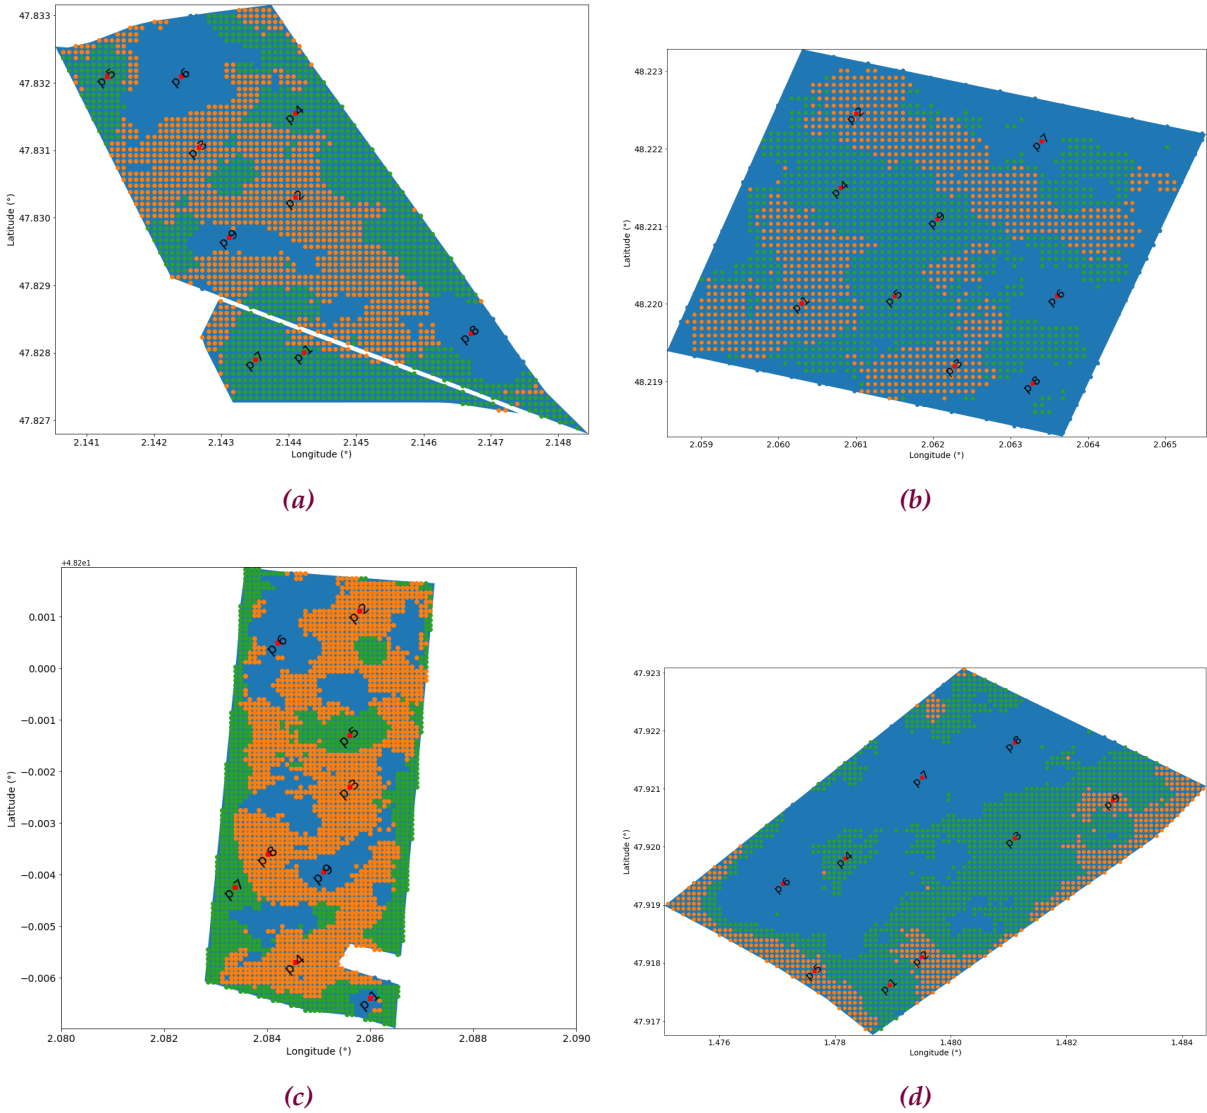 47.833
47.832
47.831
47.830
47.829
47.828
47.827
Latitude (°)
p-5
p-6
p-4
p-3
p-2
p-9
p-8
p-7
p-1
2.141 2.142 2.143 2.144 2.145 2.146 2.147 2.148
Longitude (°)
(a)
48.223
48.222
48.221
48.220
48.219
Latitude (°)
p-2
p-7
p-4
p-9
p-1
p-5
p-6
p-3
p-8
2.059 2.060 2.061 2.062 2.063 2.064 2.065
Longitude (°)
(b)
+4.82e1
0.001
0.000
−0.001
−0.002
−0.003
−0.004
−0.005
−0.006
Latitude (°)
p-2
p-6
p-5
p-3
p-8
p-9
p-7
p-4
p-1
2.080 2.082 2.084 2.086 2.088 2.090
Longitude (°)
(c)
47.923
47.922
47.921
47.920
47.919
47.918
47.917
Latitude (°)
p-8
p-7
p-9
p-3
p-4
p-6
p-2
p-5
p-1
1.476 1.478 1.480 1.482 1.484
Longitude (°)
(d)